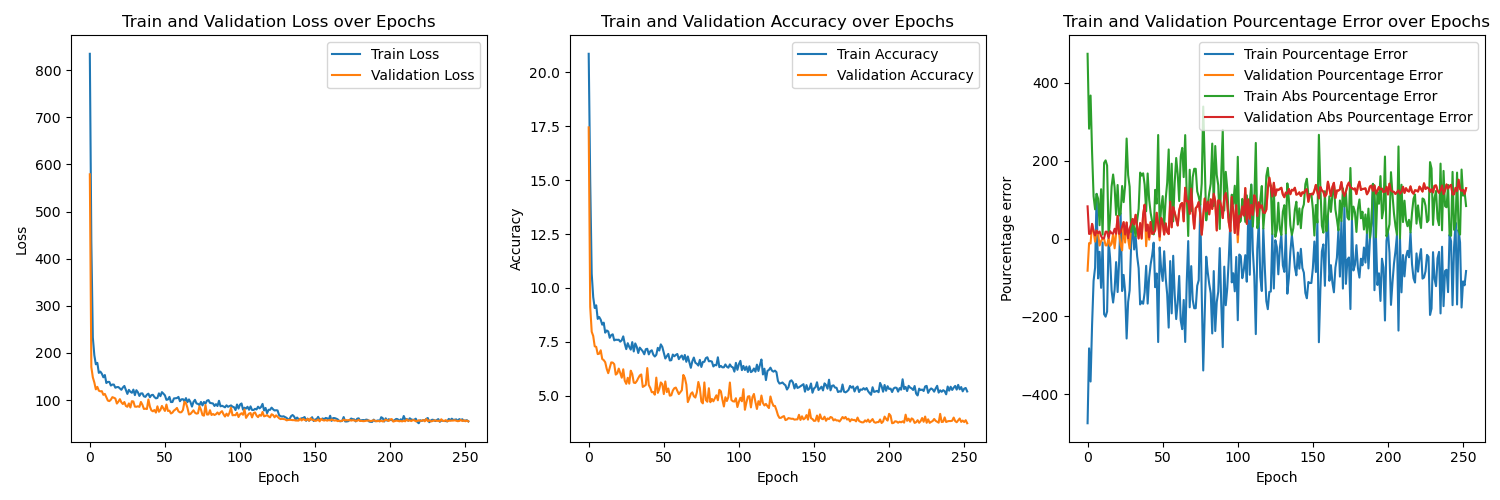 Train and Validation Loss over Epochs
Train Loss
Validation Loss
800
700
600
500
400
300
200
100
Loss
0
50
100
150
200
250
Epoch
Train and Validation Accuracy over Epochs
Train Accuracy
Validation Accuracy
20.0
17.5
15.0
12.5
10.0
7.5
5.0
Accuracy
0
50
100
150
200
250
Epoch
Train and Validation Pourcentage Error over Epochs
Train Pourcentage Error
Validation Pourcentage Error
Train Abs Pourcentage Error
Validation Abs Pourcentage Error
400
200
0
−200
−400
Pourcentage error
0
50
100
150
200
250
Epoch